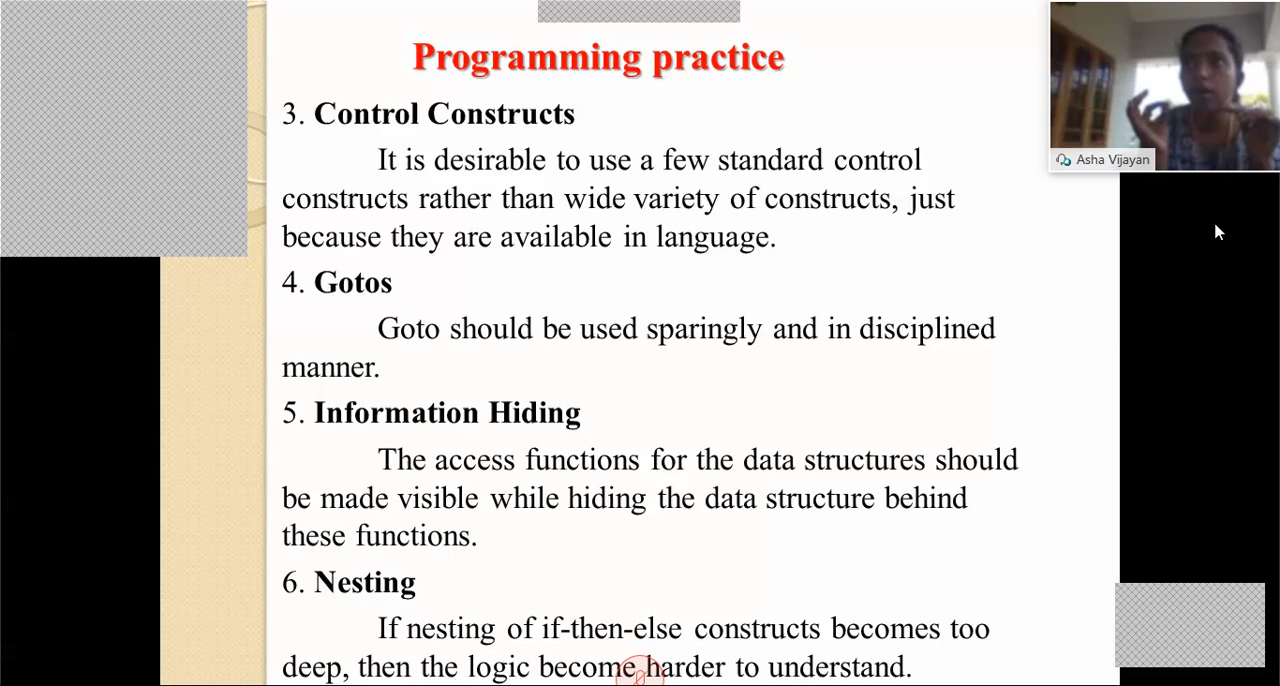 Programming practice
3. Control Constructs
It is desirable to use a few standard control
constructs rather than wide variety of constructs, just
because they are available in language.
4. Gotos
Goto should be used sparingly and in disciplined
manner.
5. Information Hiding
The access functions for the data structures should
be made visible while hiding the data structure behind
these functions.
6. Nesting
If nesting of if-then-else constructs becomes too
deep, then the logic become harder to understand.
Asha Vijayan